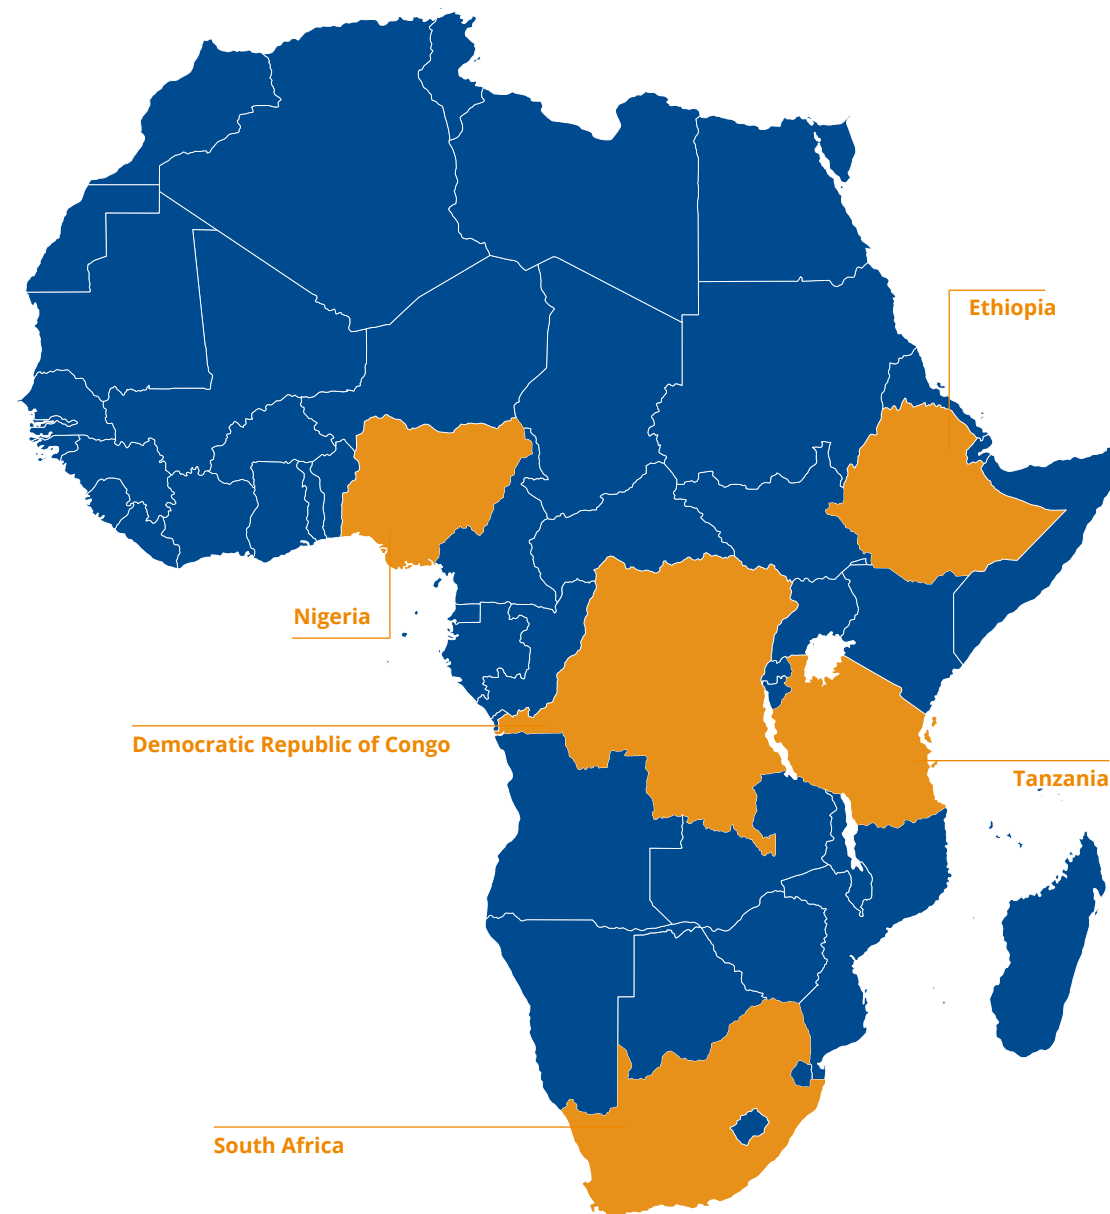 Ethiopia
Nigeria
Democratic Republic of Congo
Tanzania
South Africa